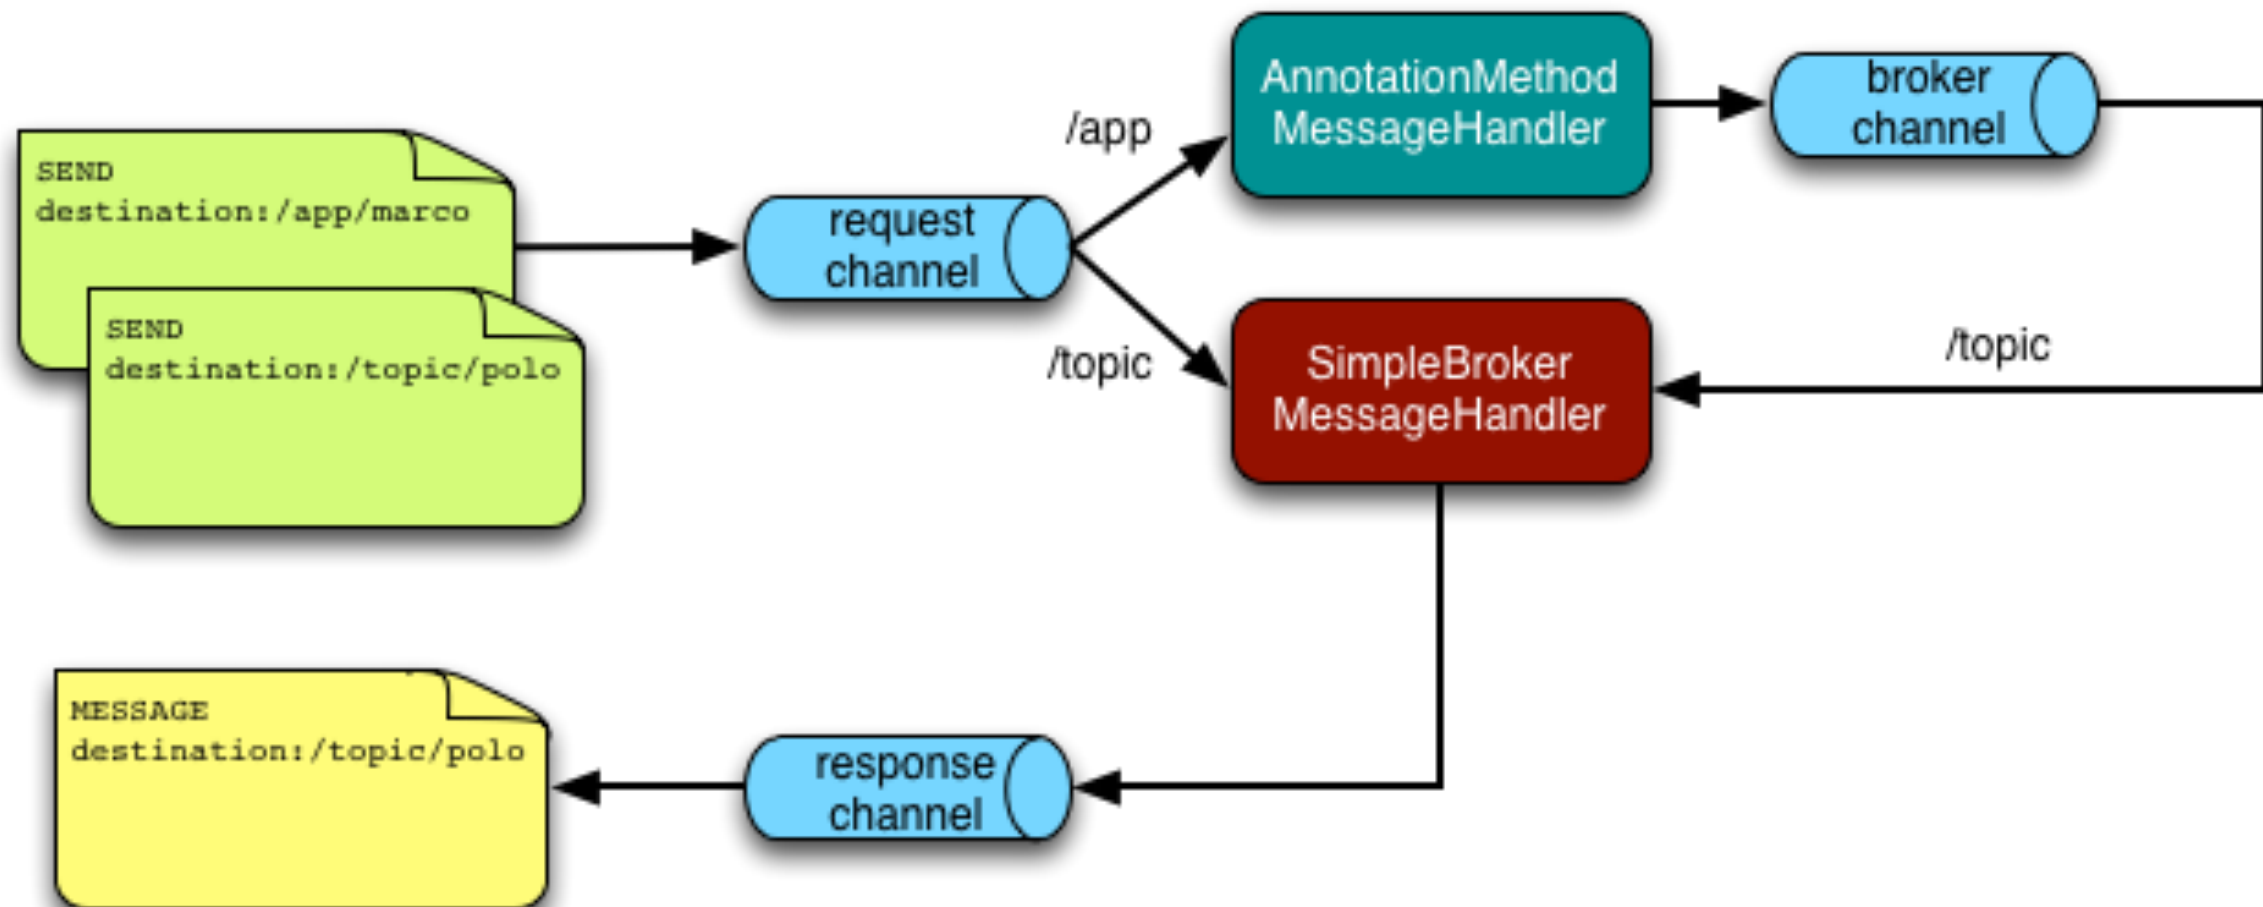 SEND
destination:/app/marco
SEND
destination:/topic/polo
request
channel
/app
/topic
AnnotationMethod
MessageHandler
broker
channel
SimpleBroker
MessageHandler
/topic
MESSAGE
destination:/topic/polo
response
channel